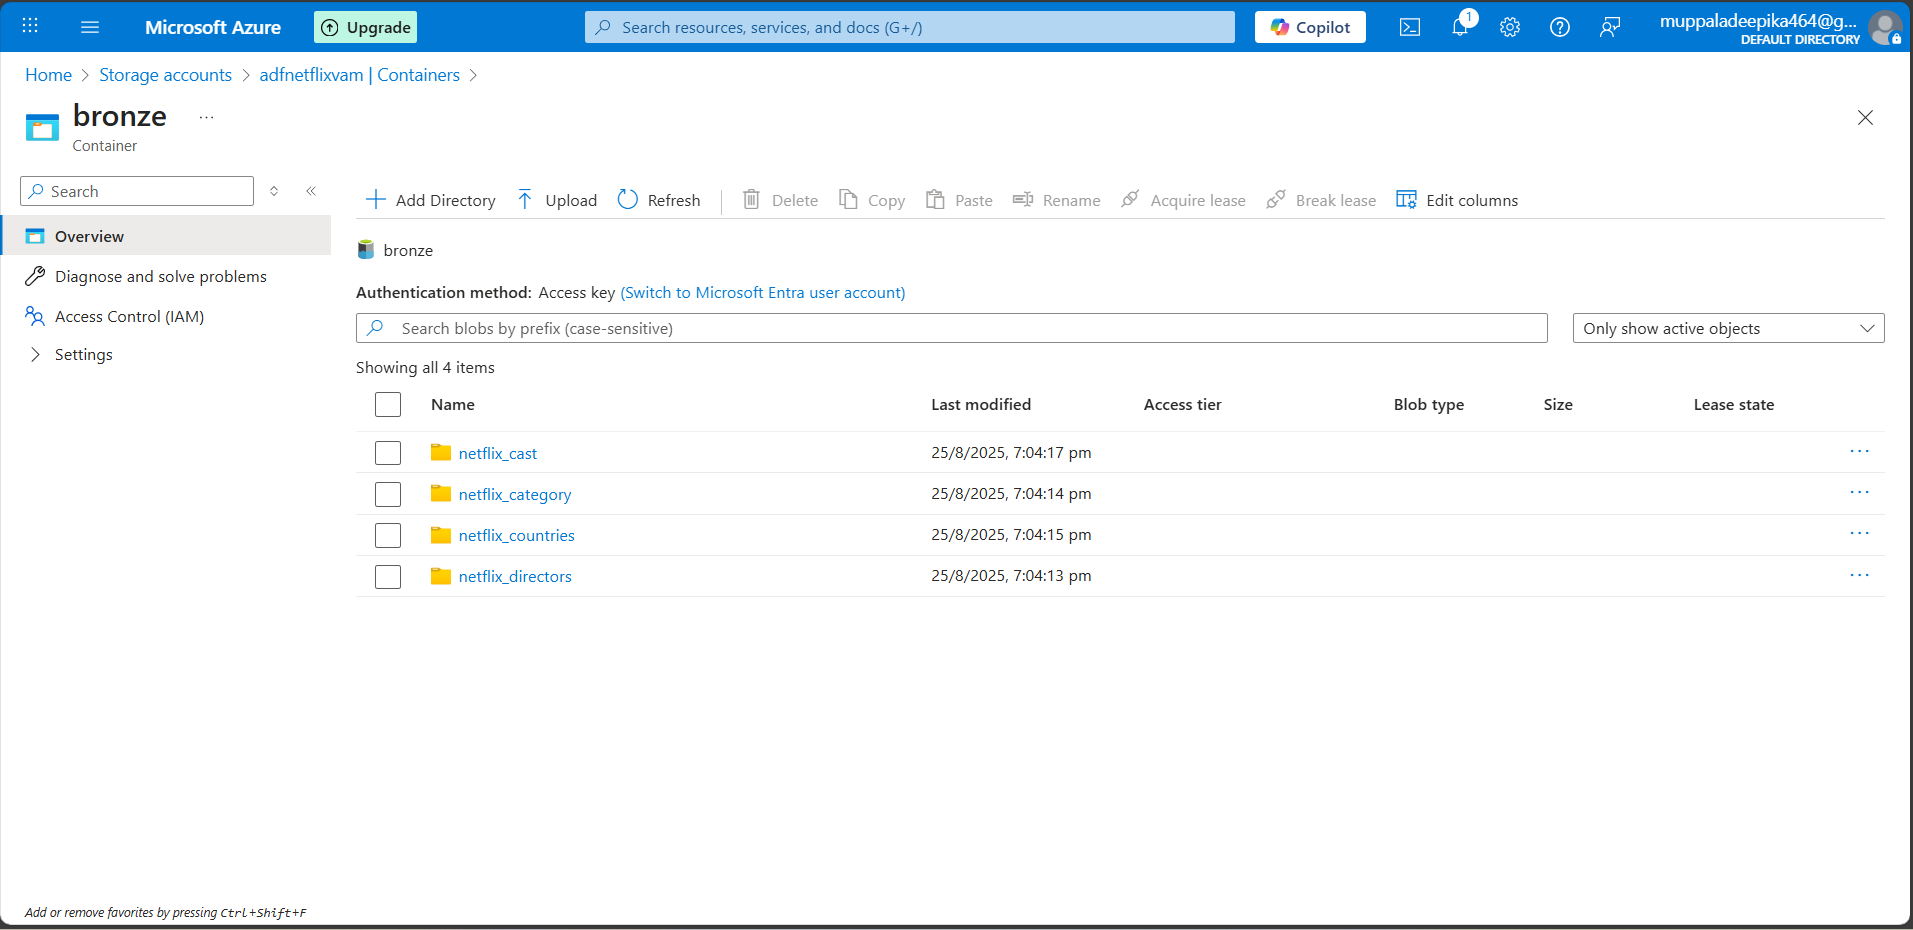 Microsoft Azure
Upgrade
Search resources, services, and docs (G+/)
Copilot
1
muppaladeepika464@g...
DEFAULT DIRECTORY
Home > Storage accounts > adfnetflixvam | Containers >
bronze ...
Container
Search
Overview
Diagnose and solve problems
Access Control (IAM)
Settings
Add Directory Upload Refresh Delete Copy Paste Rename Acquire lease Break lease Edit columns
bronze
Authentication method: Access key (Switch to Microsoft Entra user account)
Search blobs by prefix (case-sensitive)
Only show active objects
Showing all 4 items
Name Last modified Access tier Blob type Size Lease state
netflix_cast 25/8/2025, 7:04:17 pm ...
netflix_category 25/8/2025, 7:04:14 pm ...
netflix_countries 25/8/2025, 7:04:15 pm ...
netflix_directors 25/8/2025, 7:04:13 pm ...
Add or remove favorites by pressing Ctrl+Shift+F